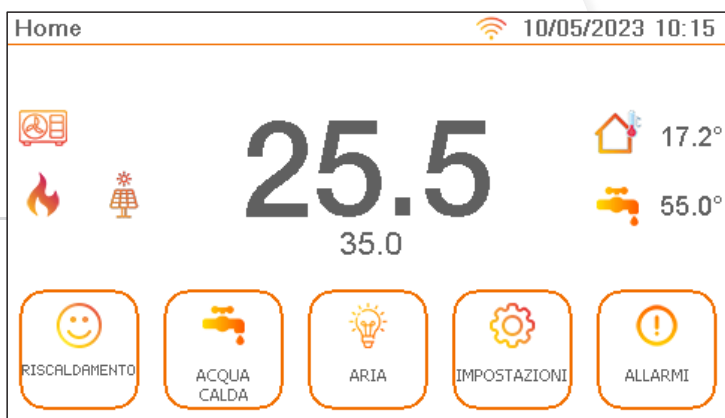 Home 10/05/2023 10:15
25.5
35.0
17.2°
55.0°
RISCALDAMENTO
ACQUA
CALDA
ARIA
IMPOSTAZIONI
ALLARMI